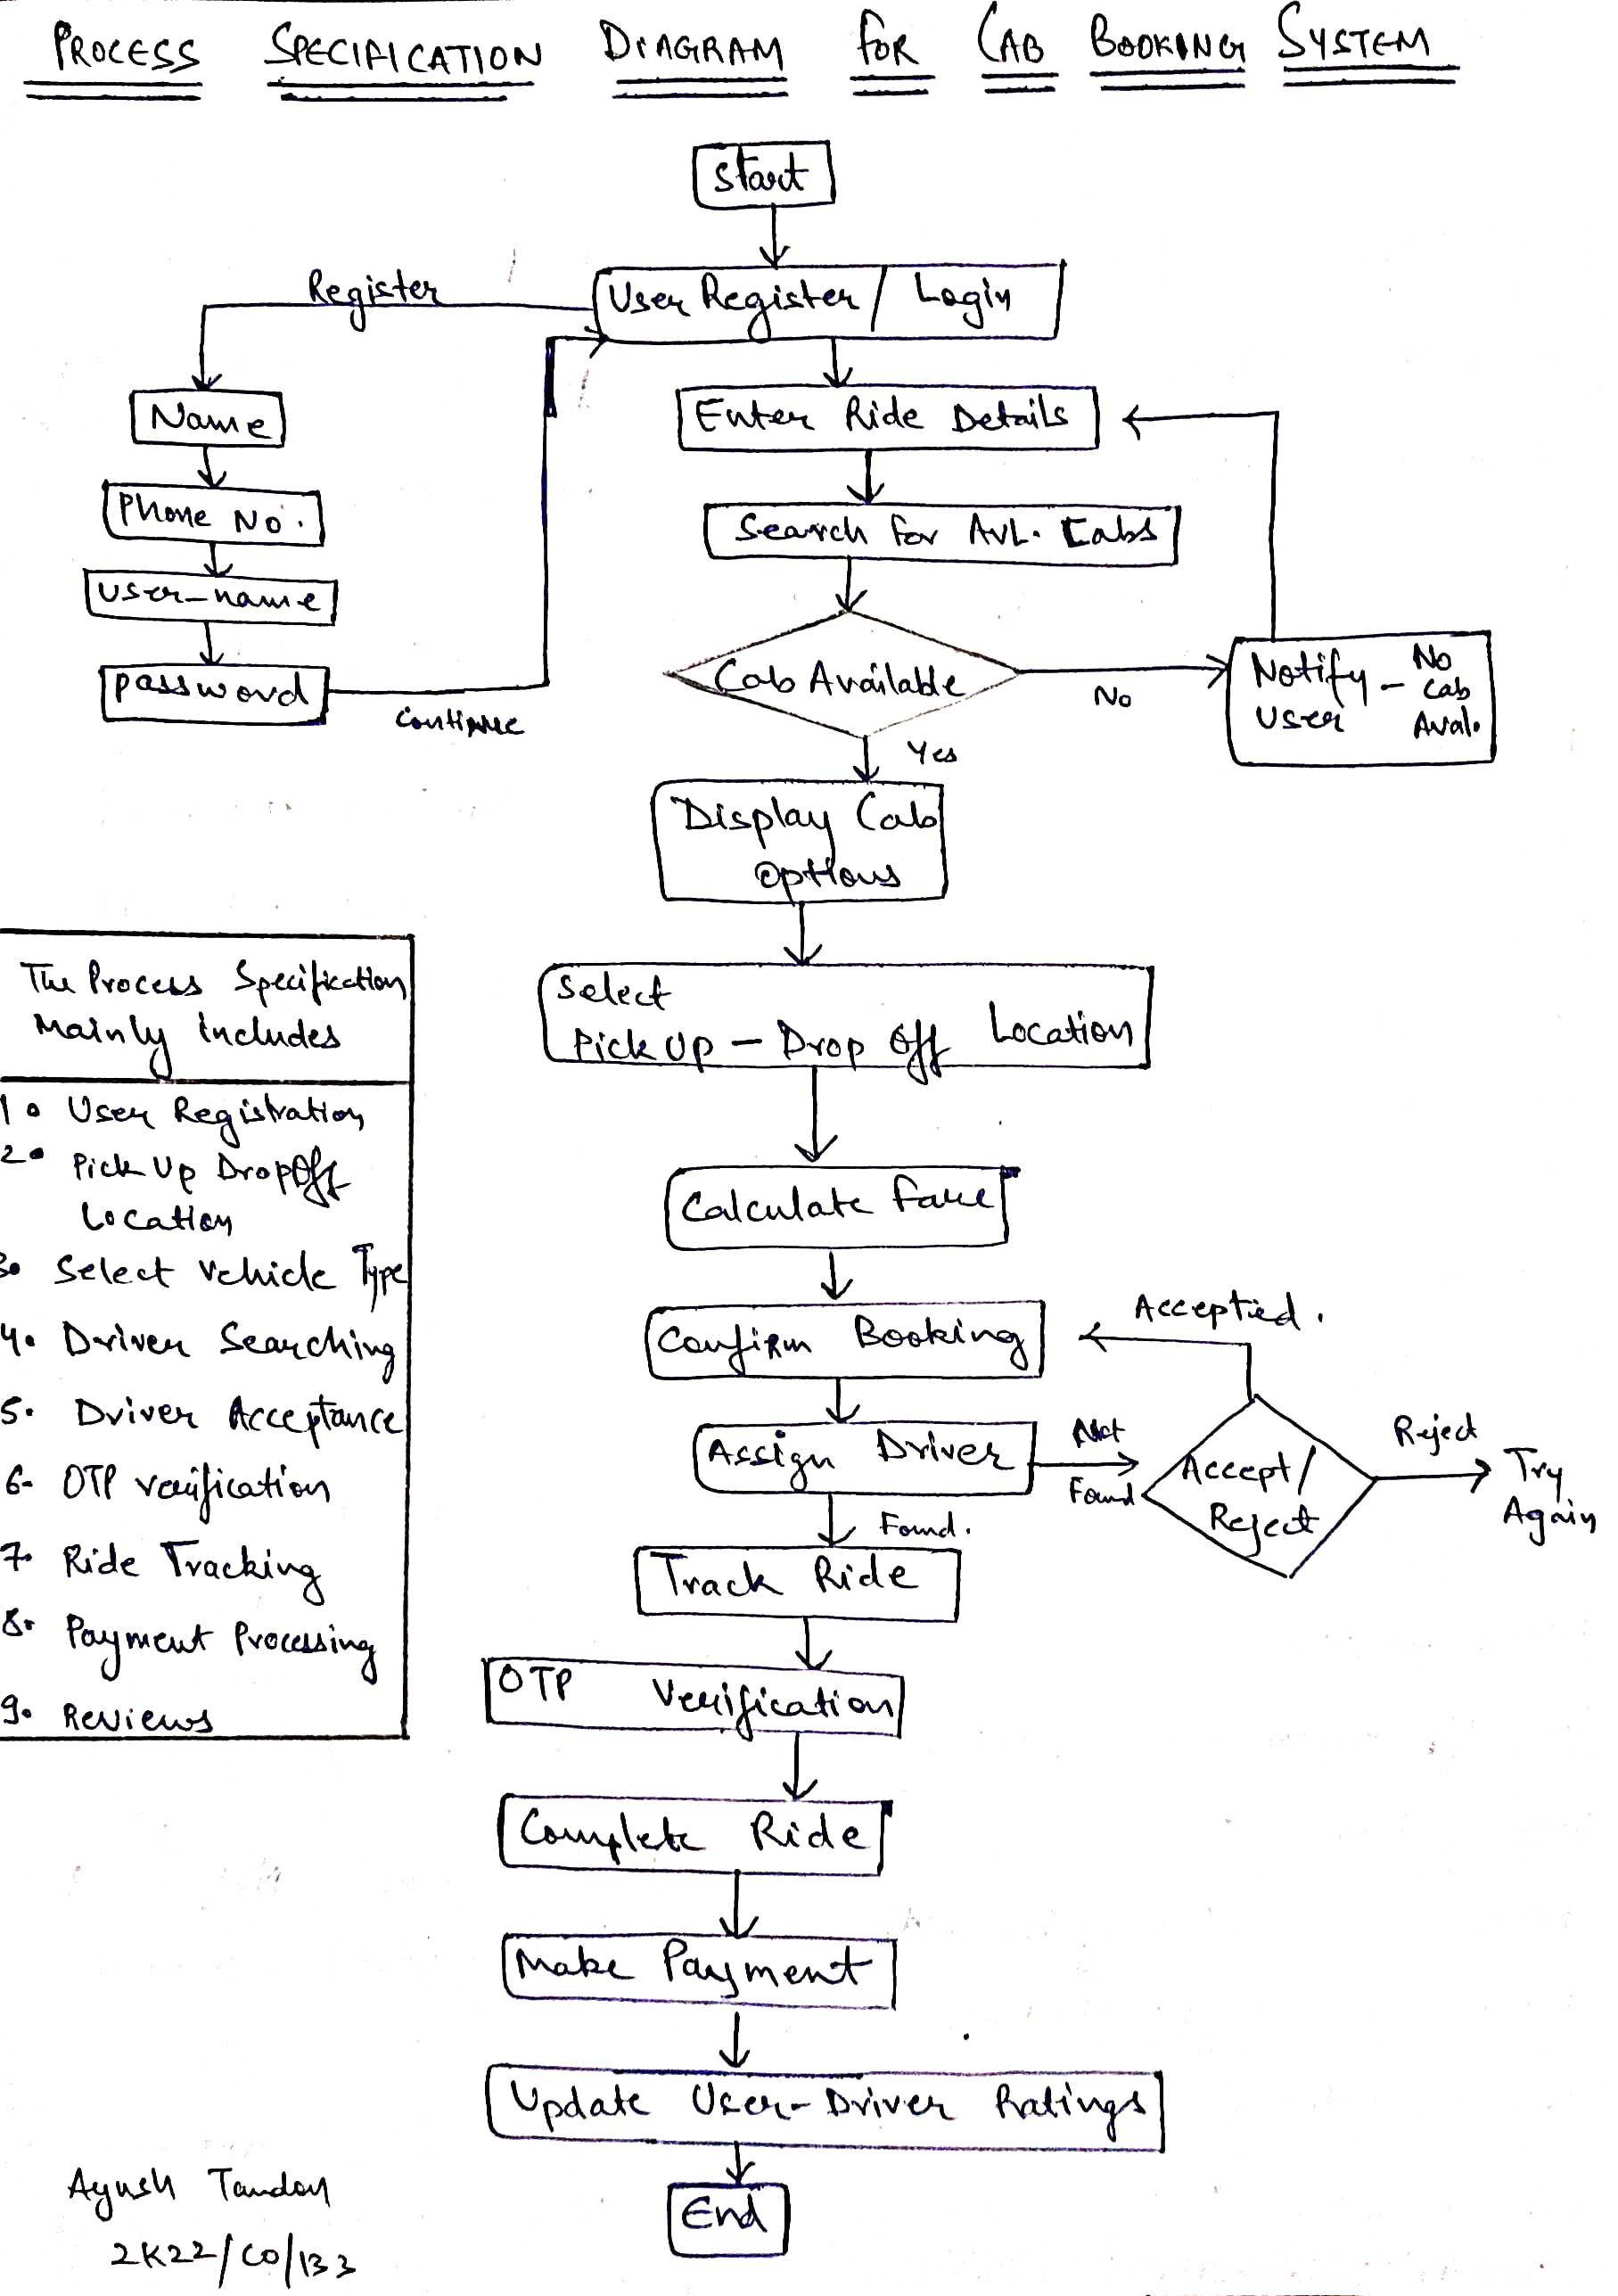 PROCESS SPECIFICATION DIAGRAM FOR CAB BOOKING SYSTEM
Start
User Register / Login
Register
Name
Phone No.
User-name
password
Continue
Enter Ride Details
Search for Avl. Cabs
Cab Available
No
Notify - No
User Cab
Aval.
Yes
Display Cab
Options
Select
Pick Up - Drop Off Location
Calculate Fare
Confirm Booking
Accepted.
Assign Driver
Not
Found
Accept/
Reject
Reject
Try
Again
Found.
Track Ride
OTP Verification
Complete Ride
Make Payment
Update User-Driver Ratings
End
The Process Specification
Mainly includes
1. User Registration
2. Pick Up DropOff
Location
3. Select Vehicle Type
4. Driver Searching
5. Driver Acceptance
6. OTP verification
7. Ride Tracking
8. Payment Processing
9. Reviews
Ayush Tandon
2K22/CO/133